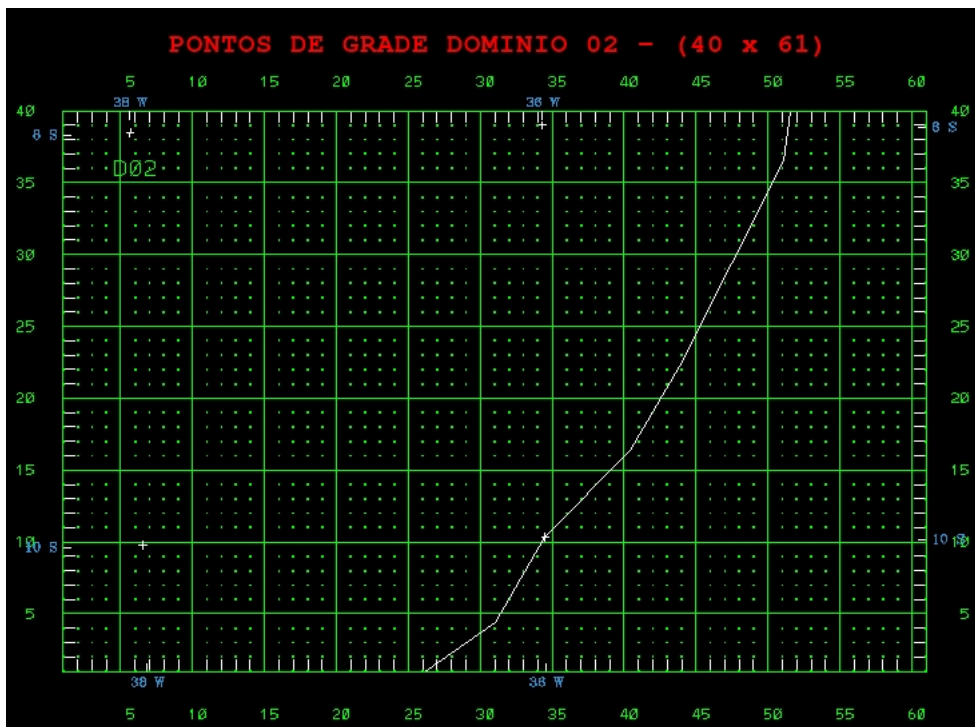 PONTOS DE GRADE DOMINIO 02 - (40 x 61)
5 10 15 20 25 30 35 40 45 50 55 60
38 W 36 W
40 40
8 S 8 S
D02
35 35
30 30
25 25
20 20
15 15
10 10
10 S 10 S
5 5
38 W 36 W
5 10 15 20 25 30 35 40 45 50 55 60